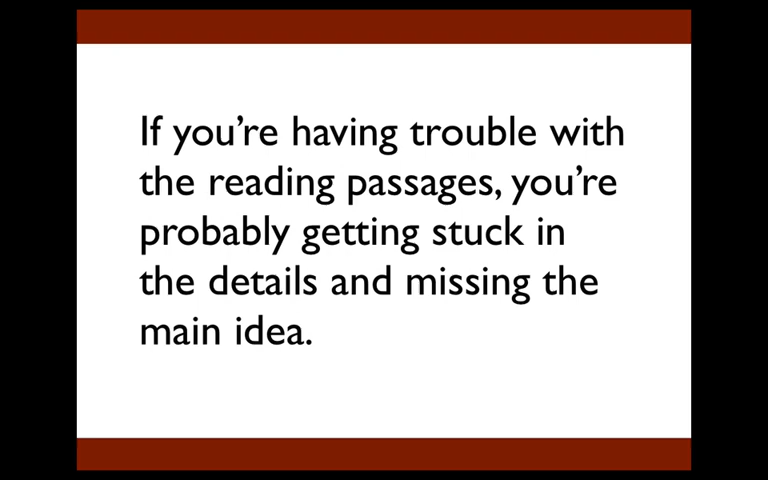 If you’re having trouble with
the reading passages, you’re
probably getting stuck in
the details and missing the
main idea.